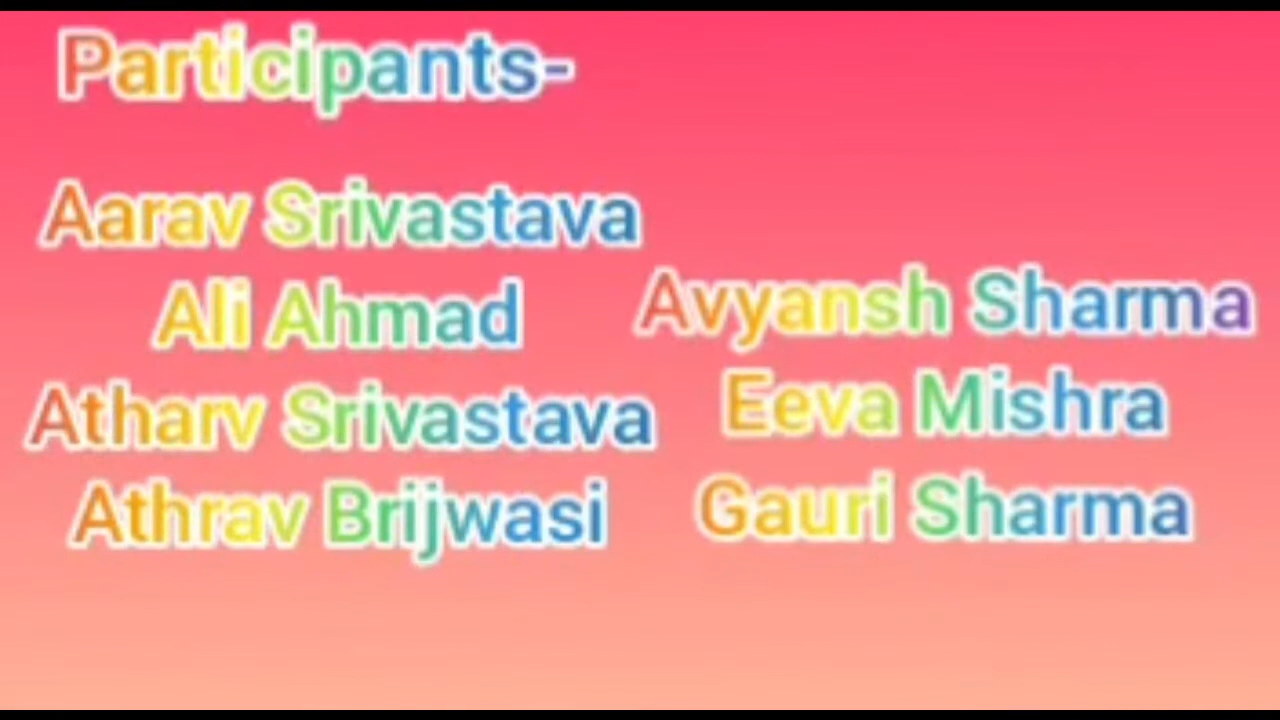 Participants-
Aarav Srivastava
Ali Ahmad
Atharv Srivastava
Athrav Brijwasi
Avyansh Sharma
Eeva Mishra
Gauri Sharma